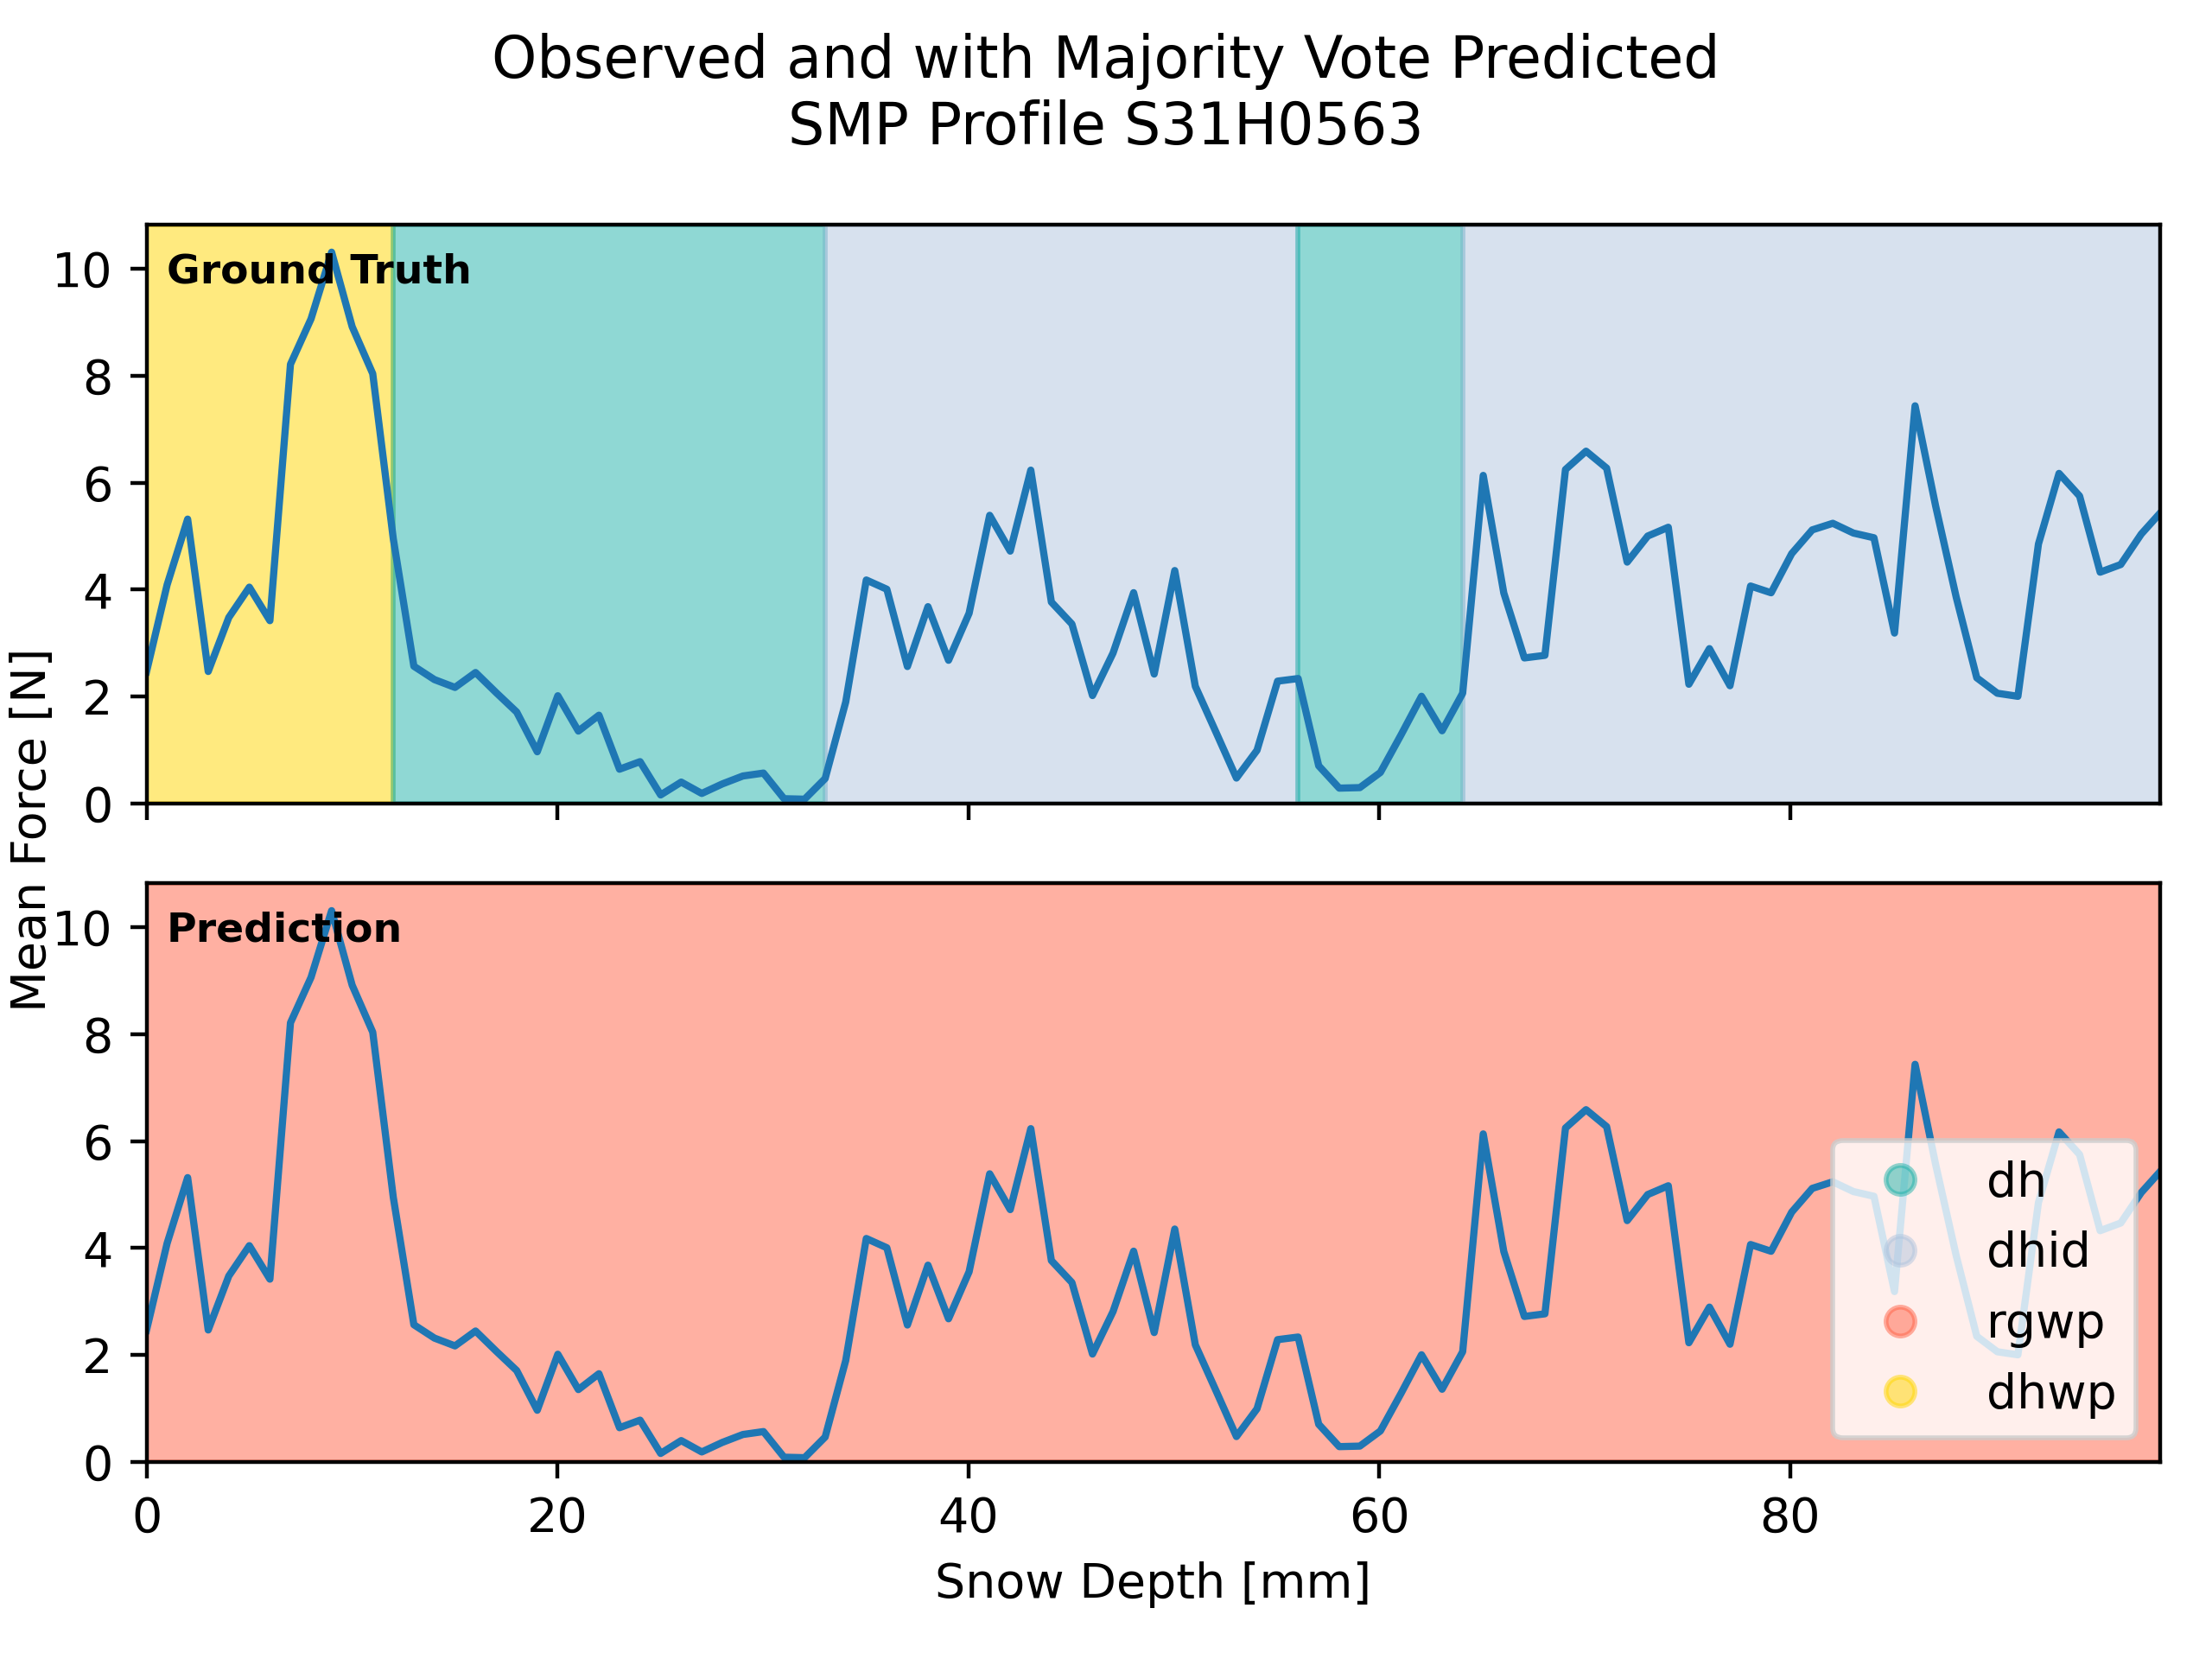 Observed and with Majority Vote Predicted
SMP Profile S31H0563
Mean Force [N]
Ground Truth
10
8
6
4
2
0
Prediction
10
8
6
4
2
0
dh
dhid
rgwp
dhwp
0 20 40 60 80
Snow Depth [mm]